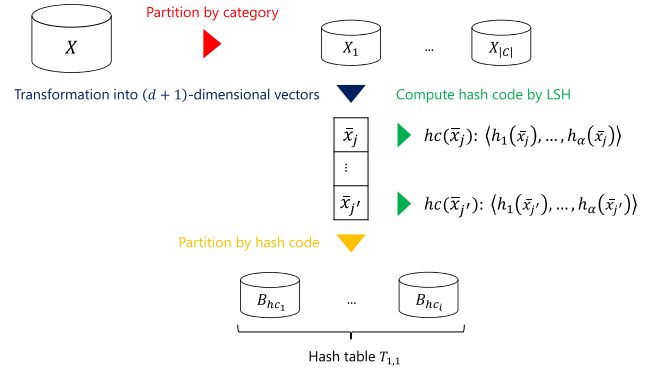 Partition by category
X
X_1
...
X_{|C|}
Transformation into (d + 1)-dimensional vectors
Compute hash code by LSH
x̄_j
hc(x̄_j): ⟨h_1(x̄_j), … , h_α(x̄_j)⟩
⋮
x̄_{j′}
hc(x̄_{j′}): ⟨h_1(x̄_{j′}), … , h_α(x̄_{j′})⟩
Partition by hash code
B_{hc_1}
...
B_{hc_i}
Hash table T_{1,1}